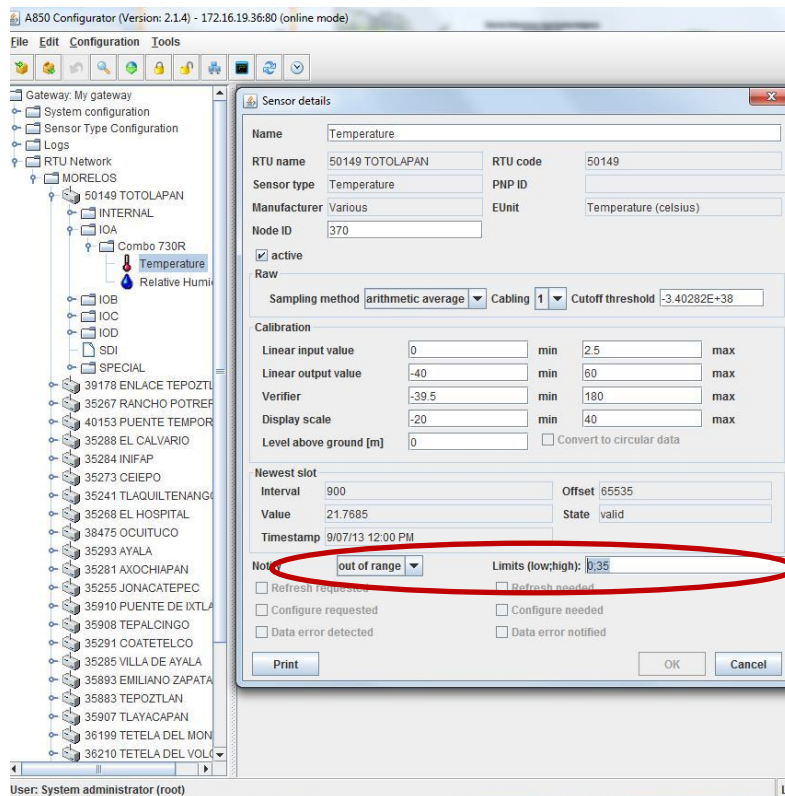 A850 Configurator (Version: 2.1.4) - 172.16.19.36:80 (online mode)
File Edit Configuration Tools
Gateway: My gateway
System configuration
Sensor Type Configuration
Logs
RTU Network
MORELOS
50149 TOTOLAPAN
INTERNAL
IOA
Combo 730R
Temperature
Relative Humi
IOB
IOC
IOD
SDI
SPECIAL
39178 ENLACE TEPOZTL
35267 RANCHO POTRER
40153 PUENTE TEMPOR
35288 EL CALVARIO
35284 INIFAP
35273 CEIEPO
35241 TLAQUILTENANG
35268 EL HOSPITAL
38475 OCUITUCO
35293 AYALA
35281 AXOCHIAPAN
35255 JONACATEPEC
35910 PUENTE DE IXTLA
35908 TEPALCINGO
35291 COATETELCO
35285 VILLA DE AYALA
35893 EMILIANO ZAPATA
35883 TEPOZTLAN
35907 TLAYACAPAN
36199 TETELA DEL MON
36210 TETELA DEL VOLC
User: System administrator (root)
Sensor details
Name Temperature
RTU name 50149 TOTOLAPAN RTU code 50149
Sensor type Temperature PNP ID
Manufacturer Various EUnit Temperature (celsius)
Node ID 370
active
Raw
Sampling method arithmetic average Cabling 1 Cutoff threshold -3.40282E+38
Calibration
Linear input value 0 min 2.5 max
Linear output value -40 min 60 max
Verifier -39.5 min 180 max
Display scale -20 min 40 max
Level above ground [m] 0 Convert to circular data
Newest slot
Interval 900 Offset 65535
Value 21.7685 State valid
Timestamp 9/07/13 12:00 PM
Notify out of range Limits (low;high): 0;35
Refresh requested Refresh needed
Configure requested Configure needed
Data error detected Data error notified
Print OK Cancel